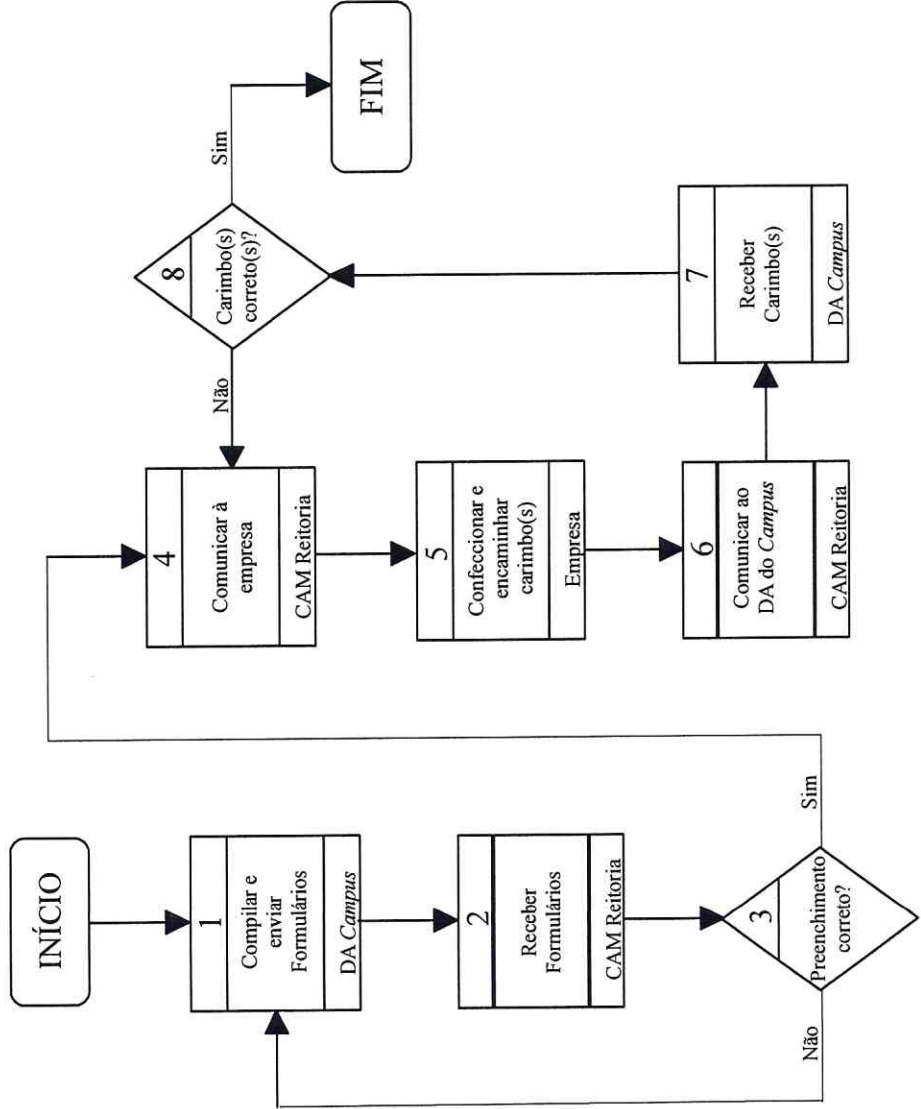 INÍCIO
1
Compilar e
enviar
Formulários
DA Campus
2
Receber
Formulários
CAM Reitoria
3
Preenchimento
correto?
Não
Sim
4
Comunicar à
empresa
CAM Reitoria
5
Confeccionar e
encaminhar
carimbo(s)
Empresa
6
Comunicar ao
DA do Campus
CAM Reitoria
7
Receber
Carimbo(s)
DA Campus
8
Carimbo(s)
correto(s)?
Não
Sim
FIM